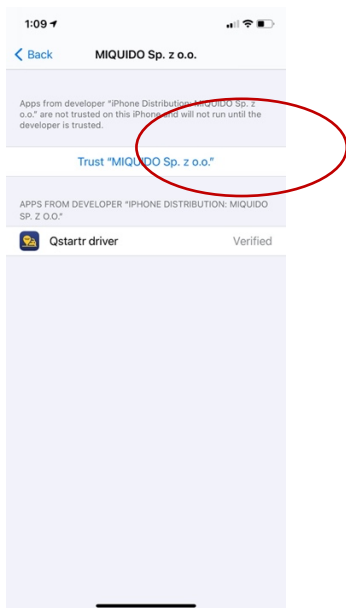 1:09
Back MIQUIDO Sp. z o.o.
Apps from developer "iPhone Distribution: MIQUIDO Sp. z
o.o." are not trusted on this iPhone and will not run until the
developer is trusted.
Trust "MIQUIDO Sp. z o.o."
APPS FROM DEVELOPER "IPHONE DISTRIBUTION: MIQUIDO
SP. Z O.O."
Qstartr driver Verified